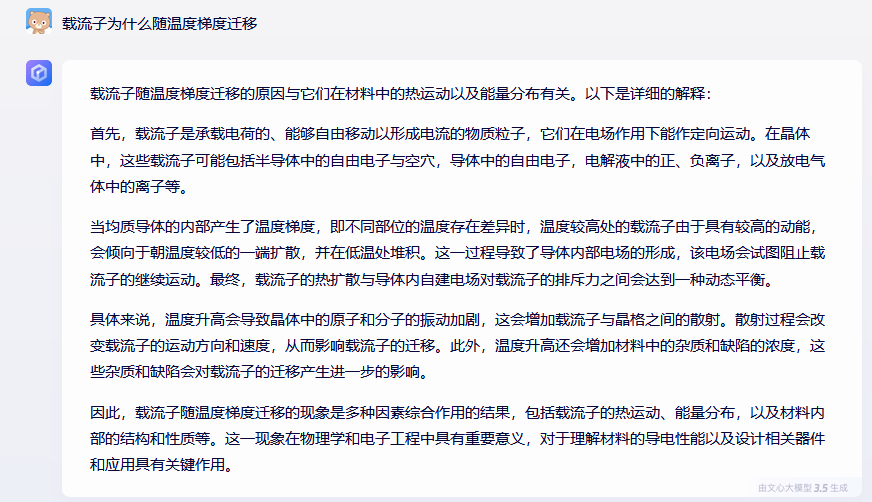 载流子为什么随温度梯度迁移
载流子随温度梯度迁移的原因与它们在材料中的热运动以及能量分布有关。以下是详细的解释：
首先，载流子是承载电荷的、能够自由移动以形成电流的物质粒子，它们在电场作用下能作定向运动。在晶体
中，这些载流子可能包括半导体中的自由电子与空穴，导体中的自由电子，电解液中的正、负离子，以及放电气
体中的离子等。
当均质导体的内部产生了温度梯度，即不同部位的温度存在差异时，温度较高处的载流子由于具有较高的动能，
会倾向于朝温度较低的一端扩散，并在低温处堆积。这一过程导致了导体内部电场的形成，该电场会试图阻止载
流子的继续运动。最终，载流子的热扩散与导体内自建电场对载流子的排斥力之间会达到一种动态平衡。
具体来说，温度升高会导致晶体中的原子和分子的振动加剧，这会增加载流子与晶格之间的散射。散射过程会改
变载流子的运动方向和速度，从而影响载流子的迁移。此外，温度升高还会增加材料中的杂质和缺陷的浓度，这
些杂质和缺陷会对载流子的迁移产生进一步的影响。
因此，载流子随温度梯度迁移的现象是多种因素综合作用的结果，包括载流子的热运动、能量分布，以及材料内
部的结构和性质等。这一现象在物理学和电子工程中具有重要意义，对于理解材料的导电性能以及设计相关器件
和应用具有关键作用。
由文心大模型 3.5 生成